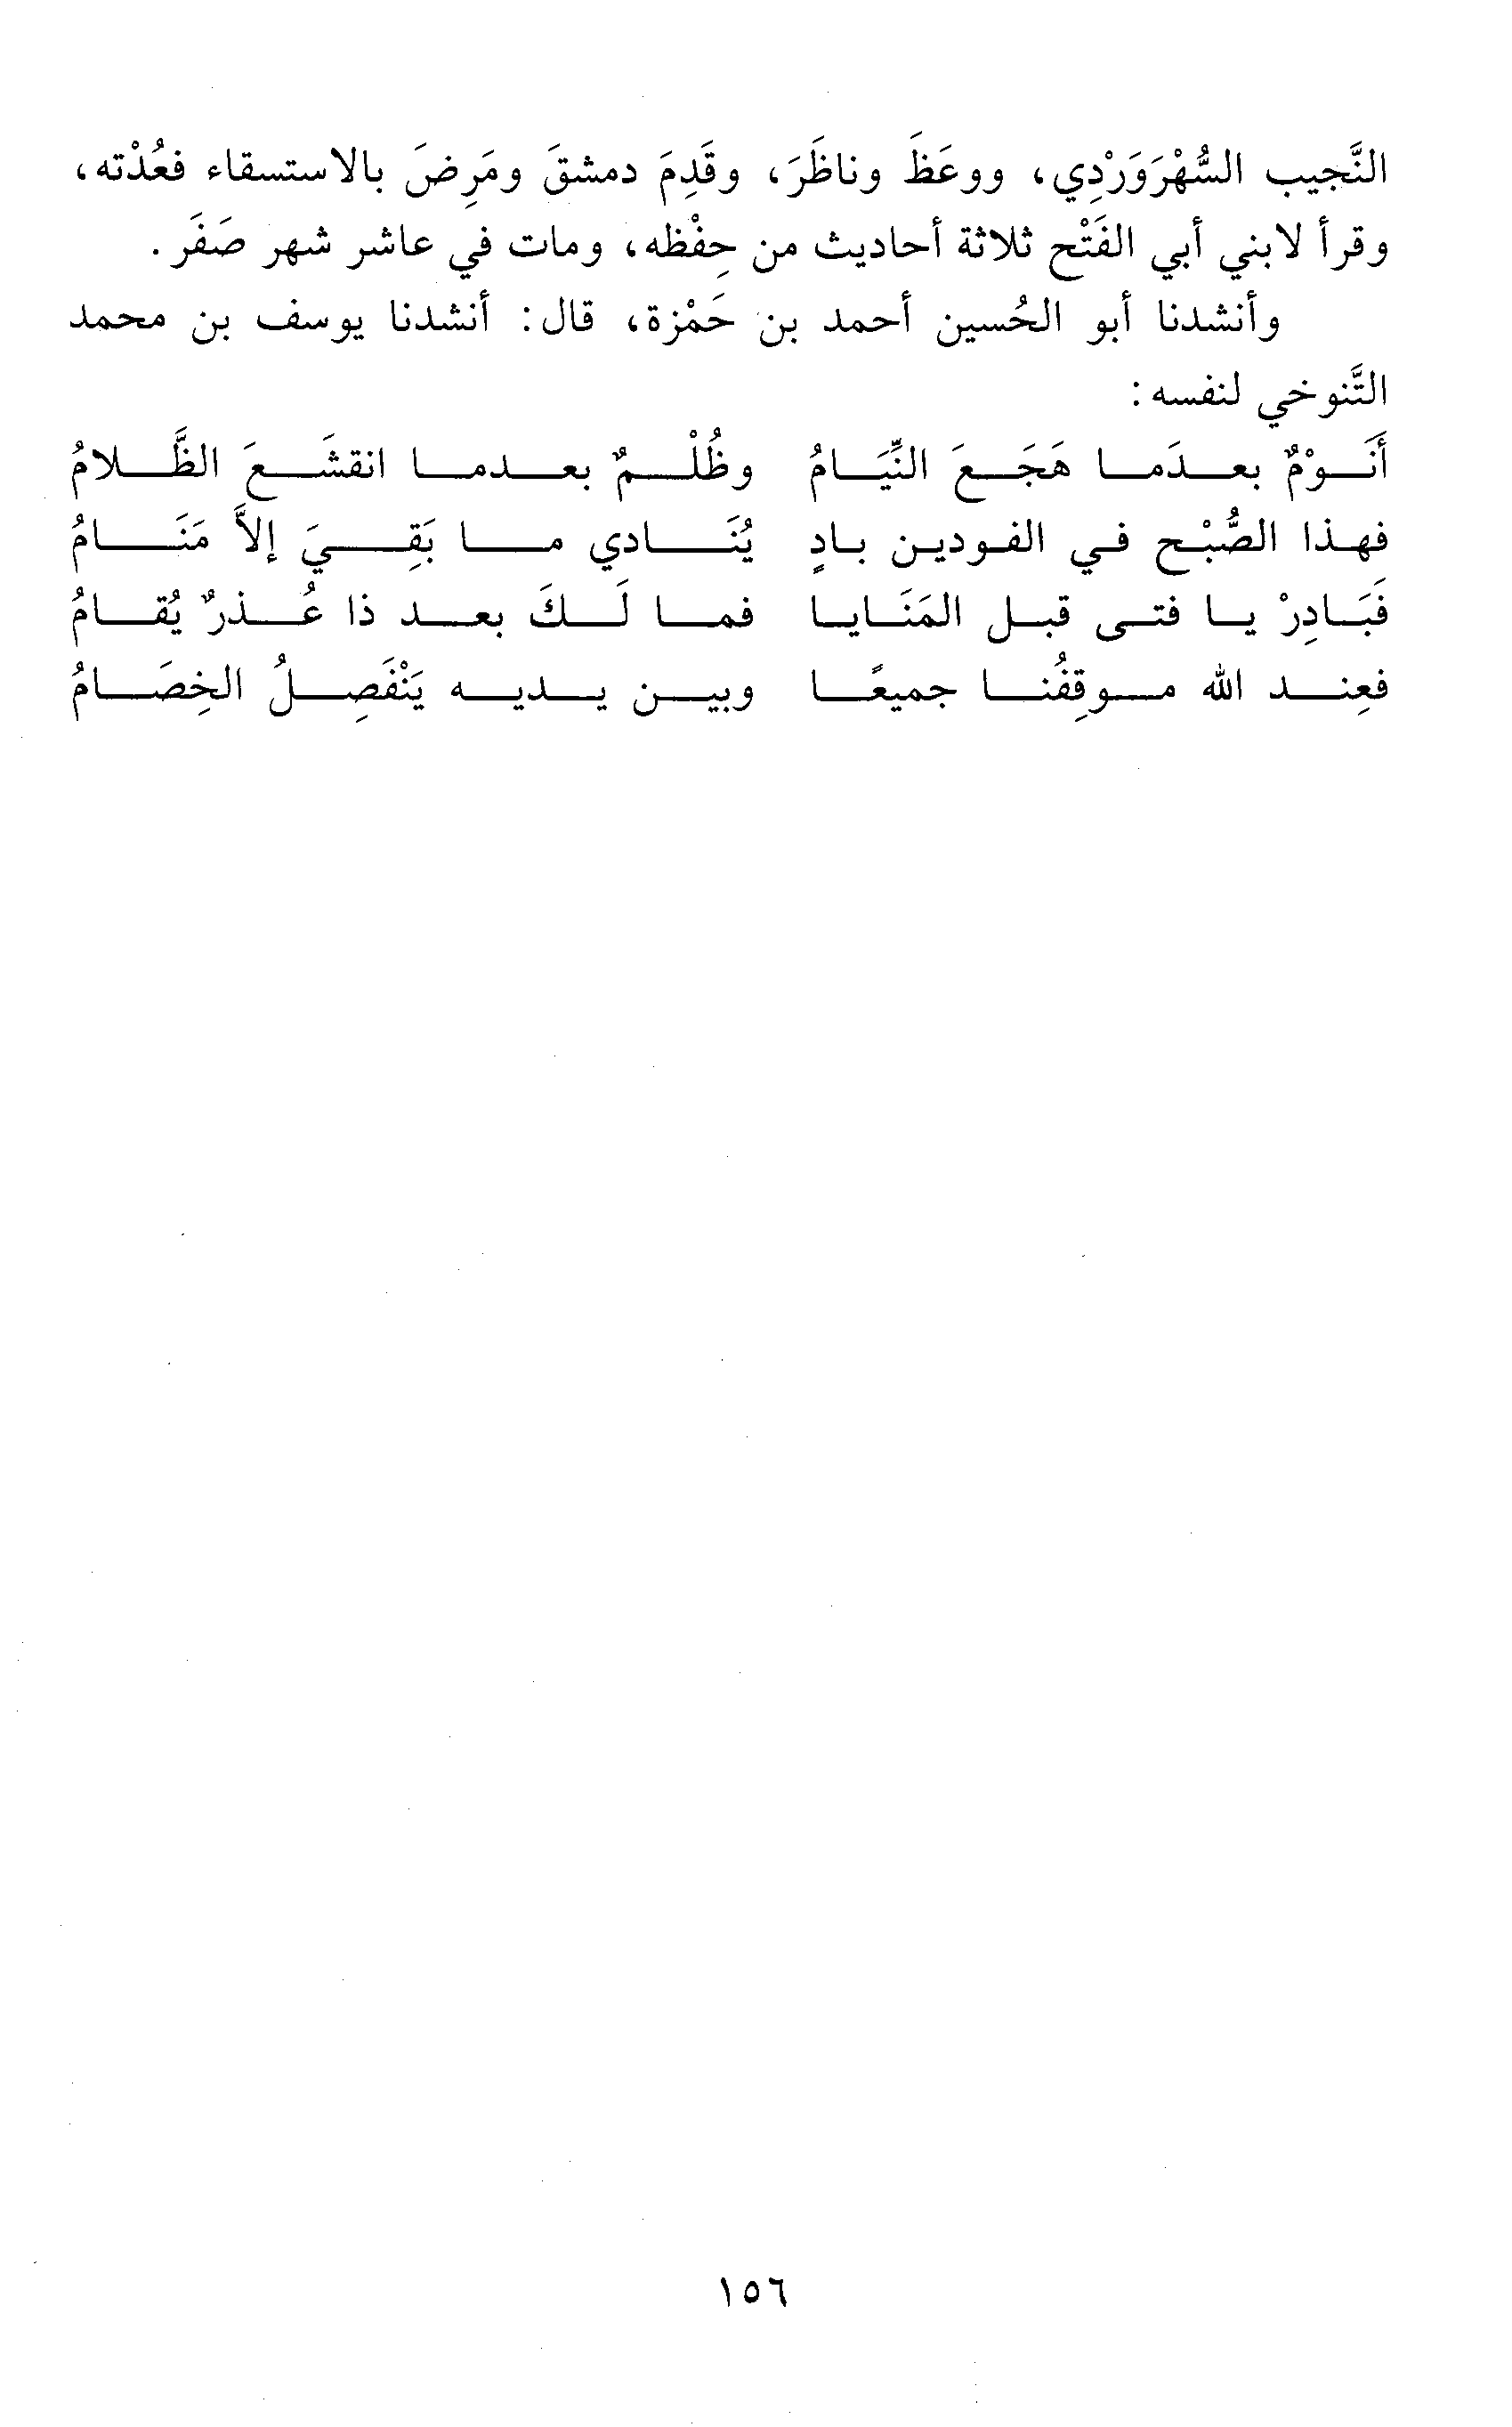 النَّجيب السُّهْرَوَرْدِي، ووعَظَ وناظَرَ، وقَدِمَ دمشقَ ومَرِضَ بالاستسقاء فعُدْته،
وقرأ لابني أبي الفَتْح ثلاثة أحاديث من حِفْظه، ومات في عاشر شهر صَفَر.
وأنشدنا أبو الحُسين أحمد بن حَمْزة، قال: أنشدنا يوسف بن محمد
التَّنوخي لنفسه:
أَنَوْمٌ بعدَما هَجَعَ النِّيَامُ وظُلْمٌ بعدما انقشَعَ الظَّلامُ
فهذا الصُّبْح في الفودين بادٍ يُنَادي ما بَقِيَ إلاَّ مَنَامُ
فَبَادِرْ يا فتى قبل المَنَايا فما لَكَ بعد ذا عُذرٌ يُقامُ
فعِند الله موقِفُنا جميعًا وبين يديه يَنْفَصِلُ الخِصَامُ
١٥٦